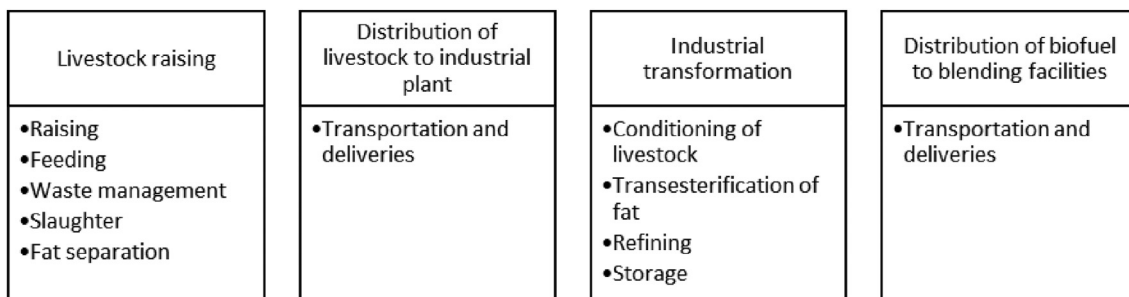 Livestock raising
•Raising
•Feeding
•Waste management
•Slaughter
•Fat separation
Distribution of
livestock to industrial
plant
•Transportation and
deliveries
Industrial
transformation
•Conditioning of
livestock
•Transesterification of
fat
•Refining
•Storage
Distribution of biofuel
to blending facilities
•Transportation and
deliveries